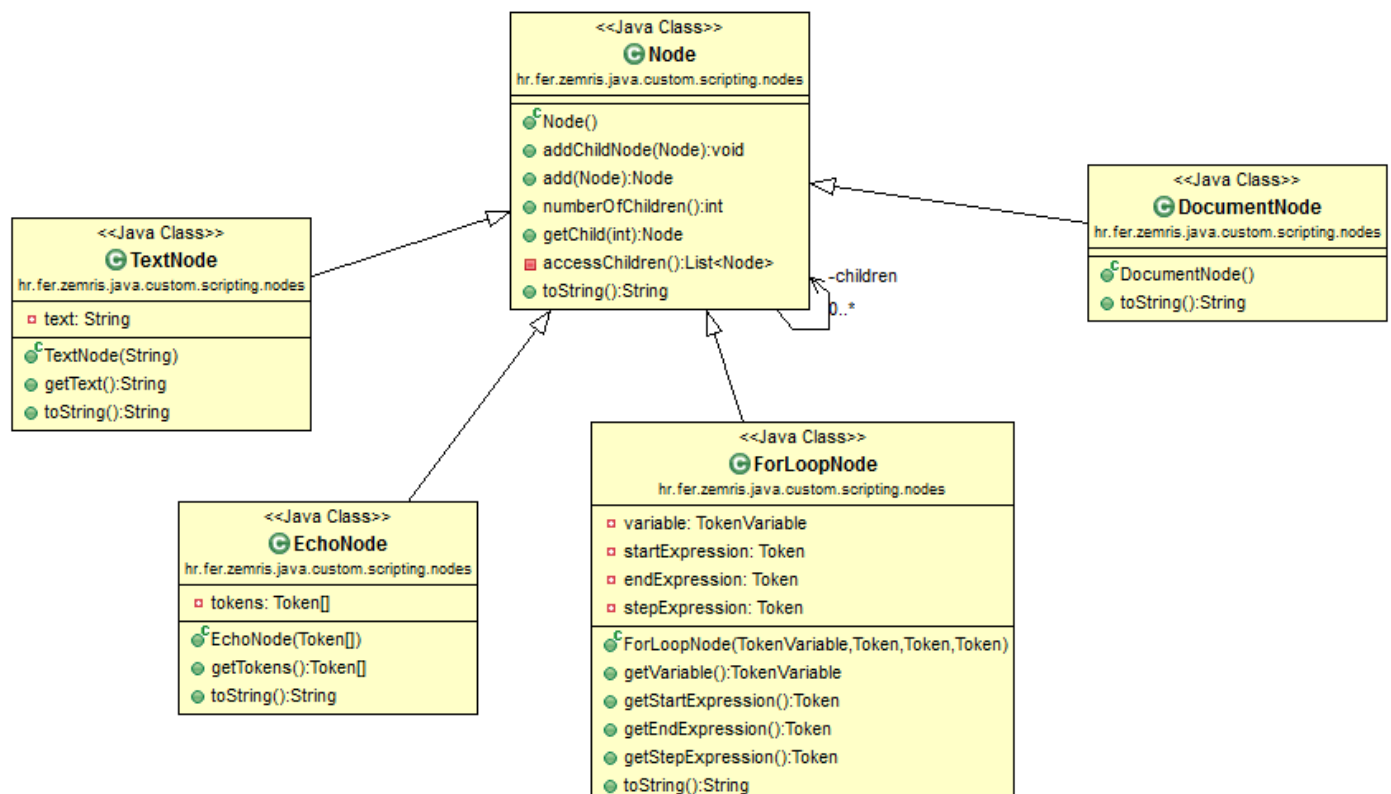 <<Java Class>>
Node
hr.fer.zemris.java.custom.scripting.nodes
Node()
addChildNode(Node):void
add(Node):Node
numberOfChildren():int
getChild(int):Node
accessChildren():List<Node>
toString():String
-children
0..*
<<Java Class>>
DocumentNode
hr.fer.zemris.java.custom.scripting.nodes
DocumentNode()
toString():String
<<Java Class>>
TextNode
hr.fer.zemris.java.custom.scripting.nodes
text: String
TextNode(String)
getText():String
toString():String
<<Java Class>>
EchoNode
hr.fer.zemris.java.custom.scripting.nodes
tokens: Token[]
EchoNode(Token[])
getTokens():Token[]
toString():String
<<Java Class>>
ForLoopNode
hr.fer.zemris.java.custom.scripting.nodes
variable: TokenVariable
startExpression: Token
endExpression: Token
stepExpression: Token
ForLoopNode(TokenVariable,Token,Token,Token)
getVariable():TokenVariable
getStartExpression():Token
getEndExpression():Token
getStepExpression():Token
toString():String